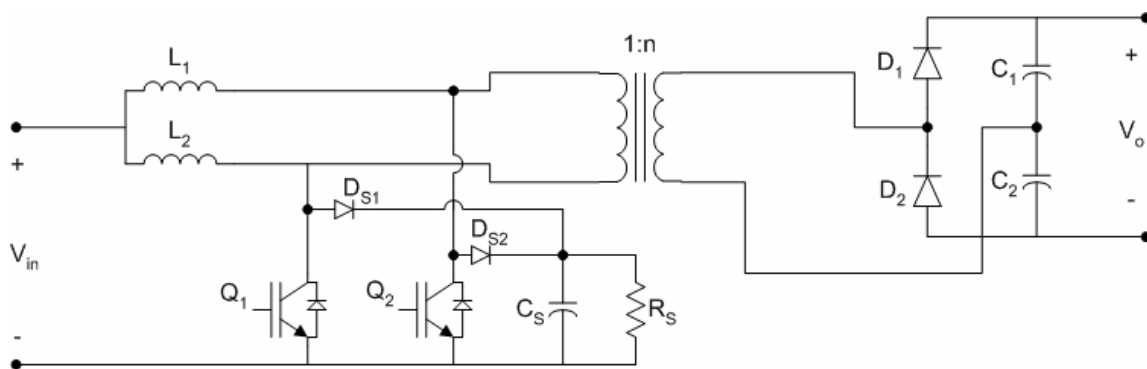 1:n
L1
D1
C1
+
+
L2
Vo
DS1
D2
C2
-
DS2
Vin
Q1
Q2
CS
RS
-